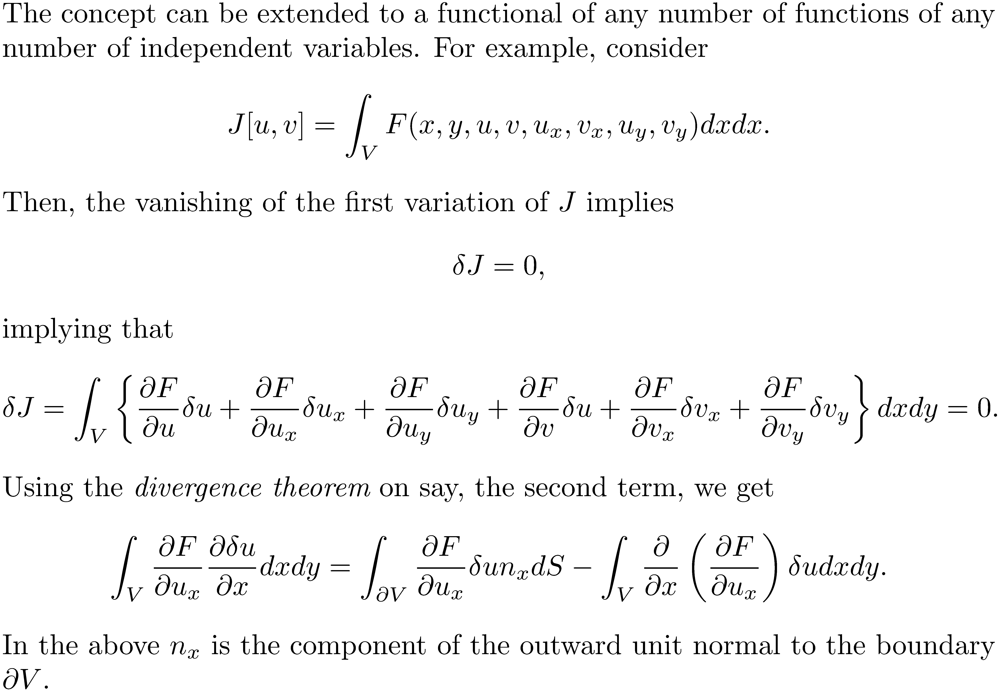 The concept can be extended to a functional of any number of functions of any
number of independent variables. For example, consider
$$J[u, v] = \int_V F(x, y, u, v, u_x, v_x, u_y, v_y)dxdx.$$
Then, the vanishing of the first variation of $J$ implies
$$\delta J = 0,$$
implying that
$$\delta J = \int_V \left\{ \frac{\partial F}{\partial u}\delta u + \frac{\partial F}{\partial u_x}\delta u_x + \frac{\partial F}{\partial u_y}\delta u_y + \frac{\partial F}{\partial v}\delta u + \frac{\partial F}{\partial v_x}\delta v_x + \frac{\partial F}{\partial v_y}\delta v_y \right\} dxdy = 0.$$
Using the divergence theorem on say, the second term, we get
$$\int_V \frac{\partial F}{\partial u_x}\frac{\partial \delta u}{\partial x}dxdy = \int_{\partial V} \frac{\partial F}{\partial u_x}\delta u n_x dS - \int_V \frac{\partial}{\partial x}\left(\frac{\partial F}{\partial u_x}\right)\delta u dxdy.$$
In the above $n_x$ is the component of the outward unit normal to the boundary
$\partial V$.